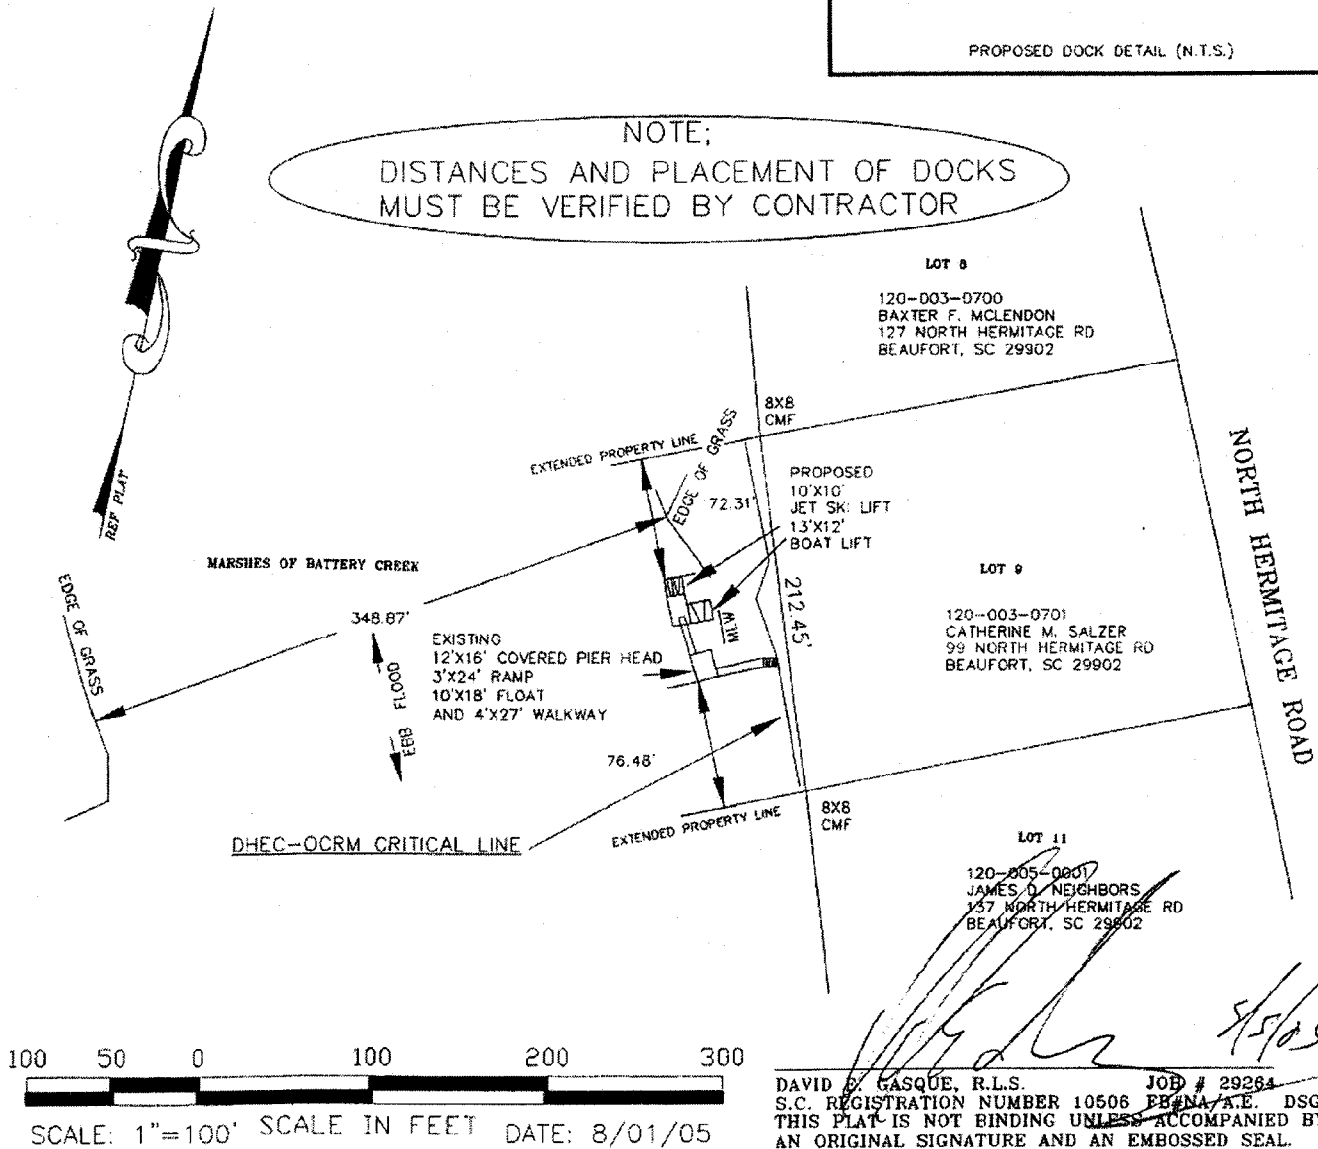 PROPOSED DOCK DETAIL (N.T.S.)
NOTE;
DISTANCES AND PLACEMENT OF DOCKS
MUST BE VERIFIED BY CONTRACTOR
REF PLAT
LOT 8
120-003-0700
BAXTER F. MCLENDON
127 NORTH HERMITAGE RD
BEAUFORT, SC 29902
8X8
CMF
EXTENDED PROPERTY LINE
EDGE OF GRASS
72.31'
PROPOSED
10'X10'
JET SKI LIFT
13'X12'
BOAT LIFT
NORTH HERMITAGE ROAD
MARSHES OF BATTERY CREEK
EDGE OF GRASS
348.87'
EBB FLOOD
EXISTING
12'X16' COVERED PIER HEAD
3'X24' RAMP
10'X18' FLOAT
AND 4'X27' WALKWAY
MLW
212.45'
LOT 9
120-003-0701
CATHERINE M. SALZER
99 NORTH HERMITAGE RD
BEAUFORT, SC 29902
76.48'
EXTENDED PROPERTY LINE
8X8
CMF
DHEC-OCRM CRITICAL LINE
LOT 11
120-005-0001
JAMES D. NEIGHBORS
137 NORTH HERMITAGE RD
BEAUFORT, SC 29902
100 50 0 100 200 300
SCALE: 1"=100' SCALE IN FEET DATE: 8/01/05
DAVID E. GASQUE, R.L.S. JOB # 29264
S.C. REGISTRATION NUMBER 10506 FB#NA/A.E. DSG
THIS PLAT IS NOT BINDING UNLESS ACCOMPANIED BY
AN ORIGINAL SIGNATURE AND AN EMBOSSED SEAL.